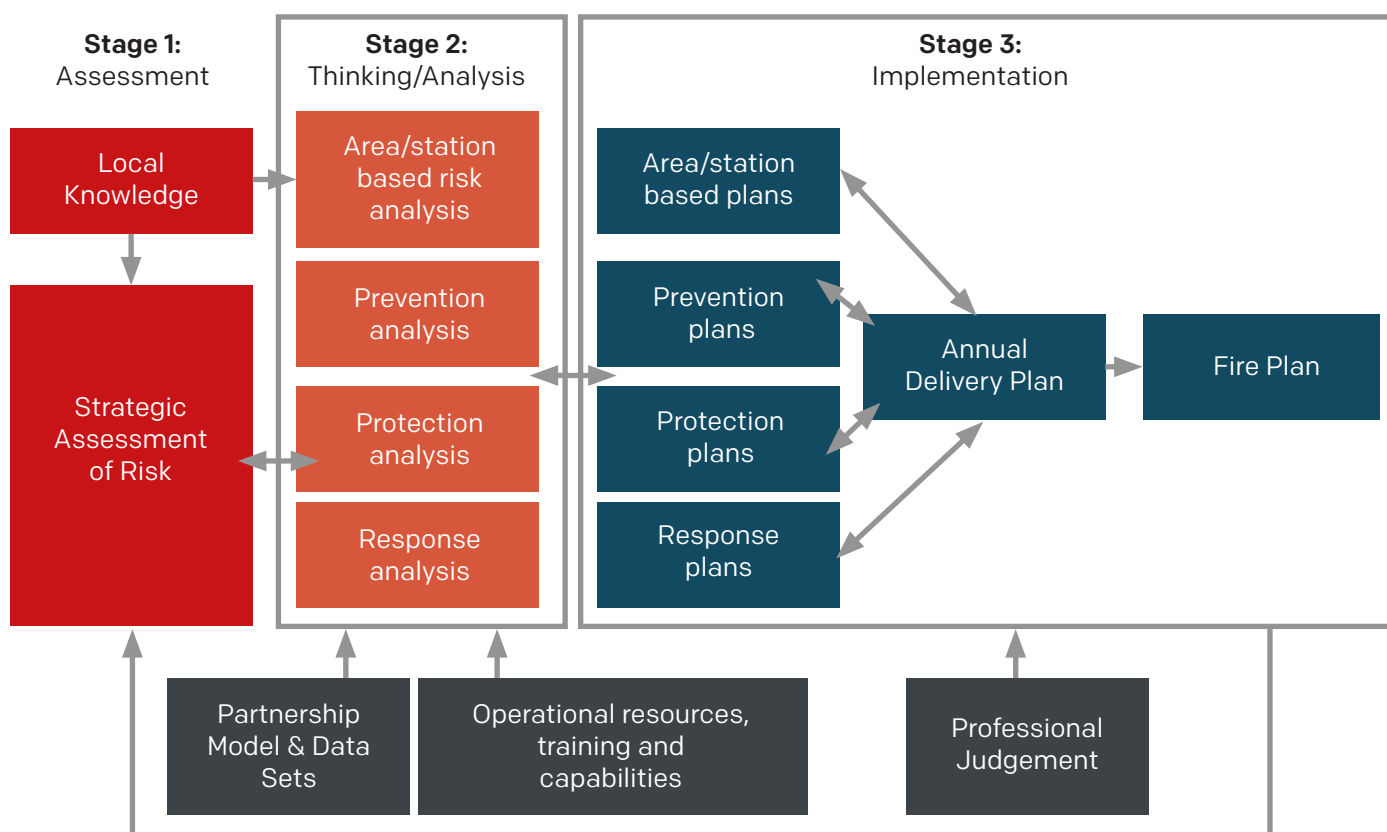 Stage 1:
Assessment
Stage 2:
Thinking/Analysis
Stage 3:
Implementation
Local
Knowledge
Strategic
Assessment
of Risk
Area/station
based risk
analysis
Prevention
analysis
Protection
analysis
Response
analysis
Area/station
based plans
Prevention
plans
Protection
plans
Response
plans
Annual
Delivery Plan
Fire Plan
Partnership
Model & Data
Sets
Operational resources,
training and
capabilities
Professional
Judgement